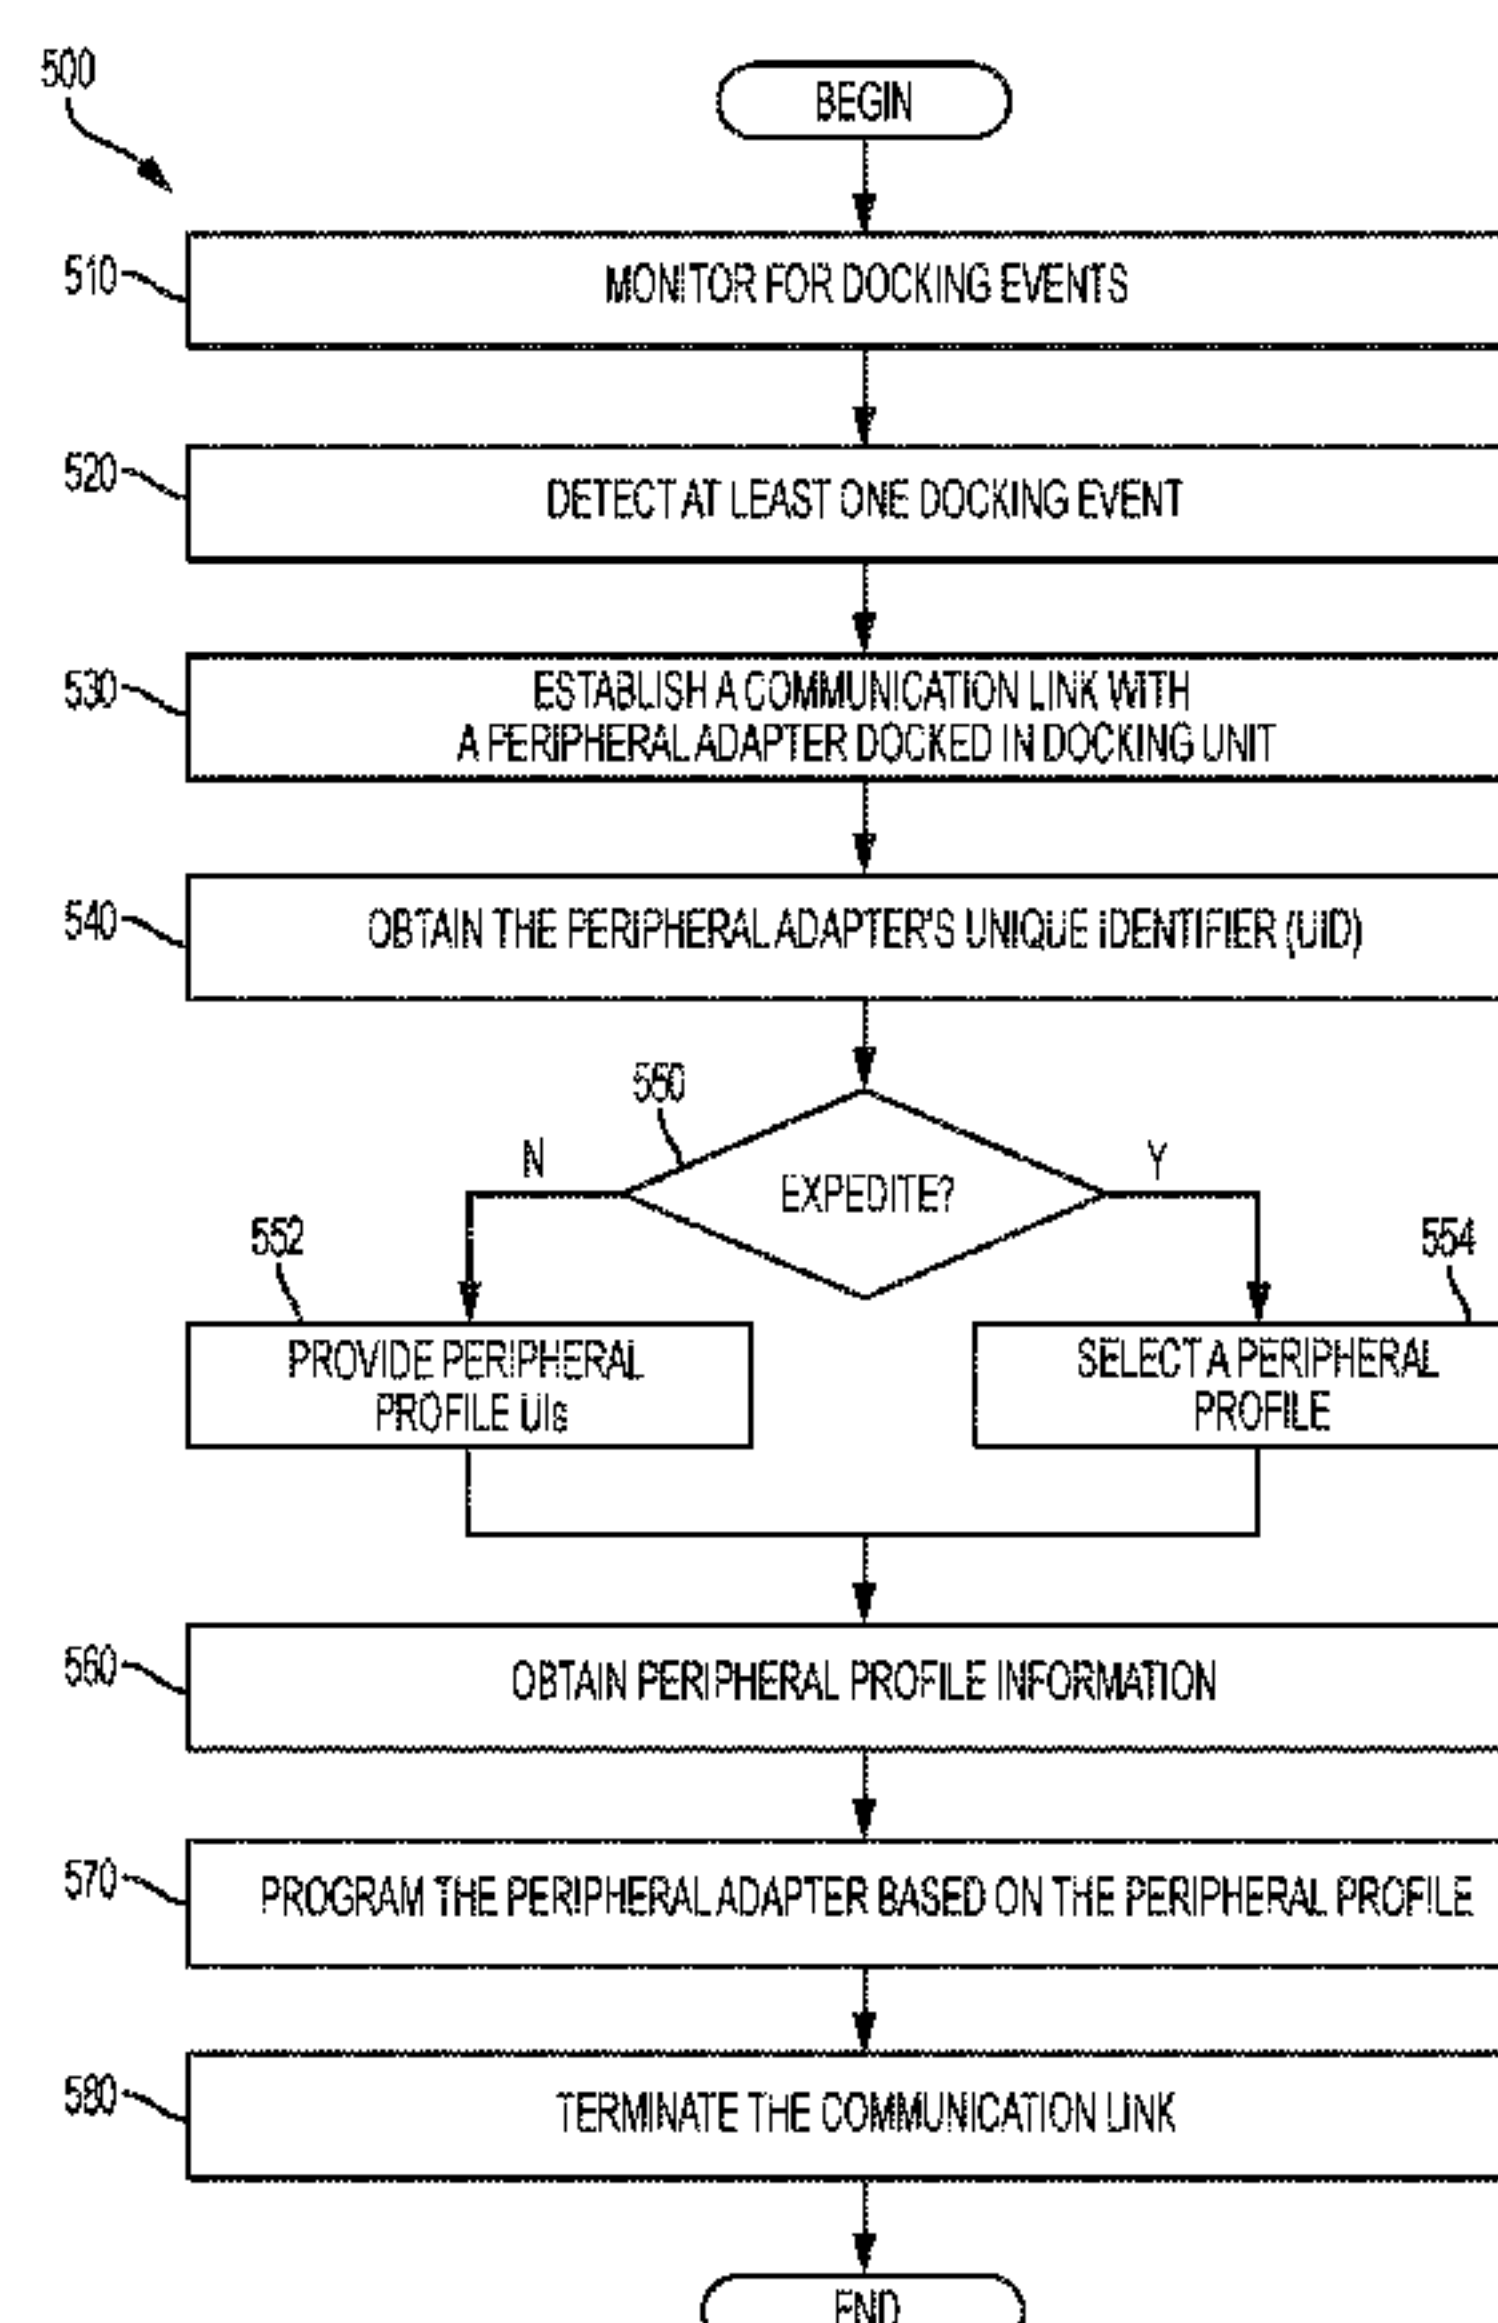 500
BEGIN
510
MONITOR FOR DOCKING EVENTS
520
DETECT AT LEAST ONE DOCKING EVENT
530
ESTABLISH A COMMUNICATION LINK WITH
A PERIPHERAL ADAPTER DOCKED IN DOCKING UNIT
540
OBTAIN THE PERIPHERAL ADAPTER'S UNIQUE IDENTIFIER (UID)
550
N
EXPEDITE?
Y
552
554
PROVIDE PERIPHERAL
PROFILE UIs
SELECT A PERIPHERAL
PROFILE
560
OBTAIN PERIPHERAL PROFILE INFORMATION
570
PROGRAM THE PERIPHERAL ADAPTER BASED ON THE PERIPHERAL PROFILE
580
TERMINATE THE COMMUNICATION LINK
END